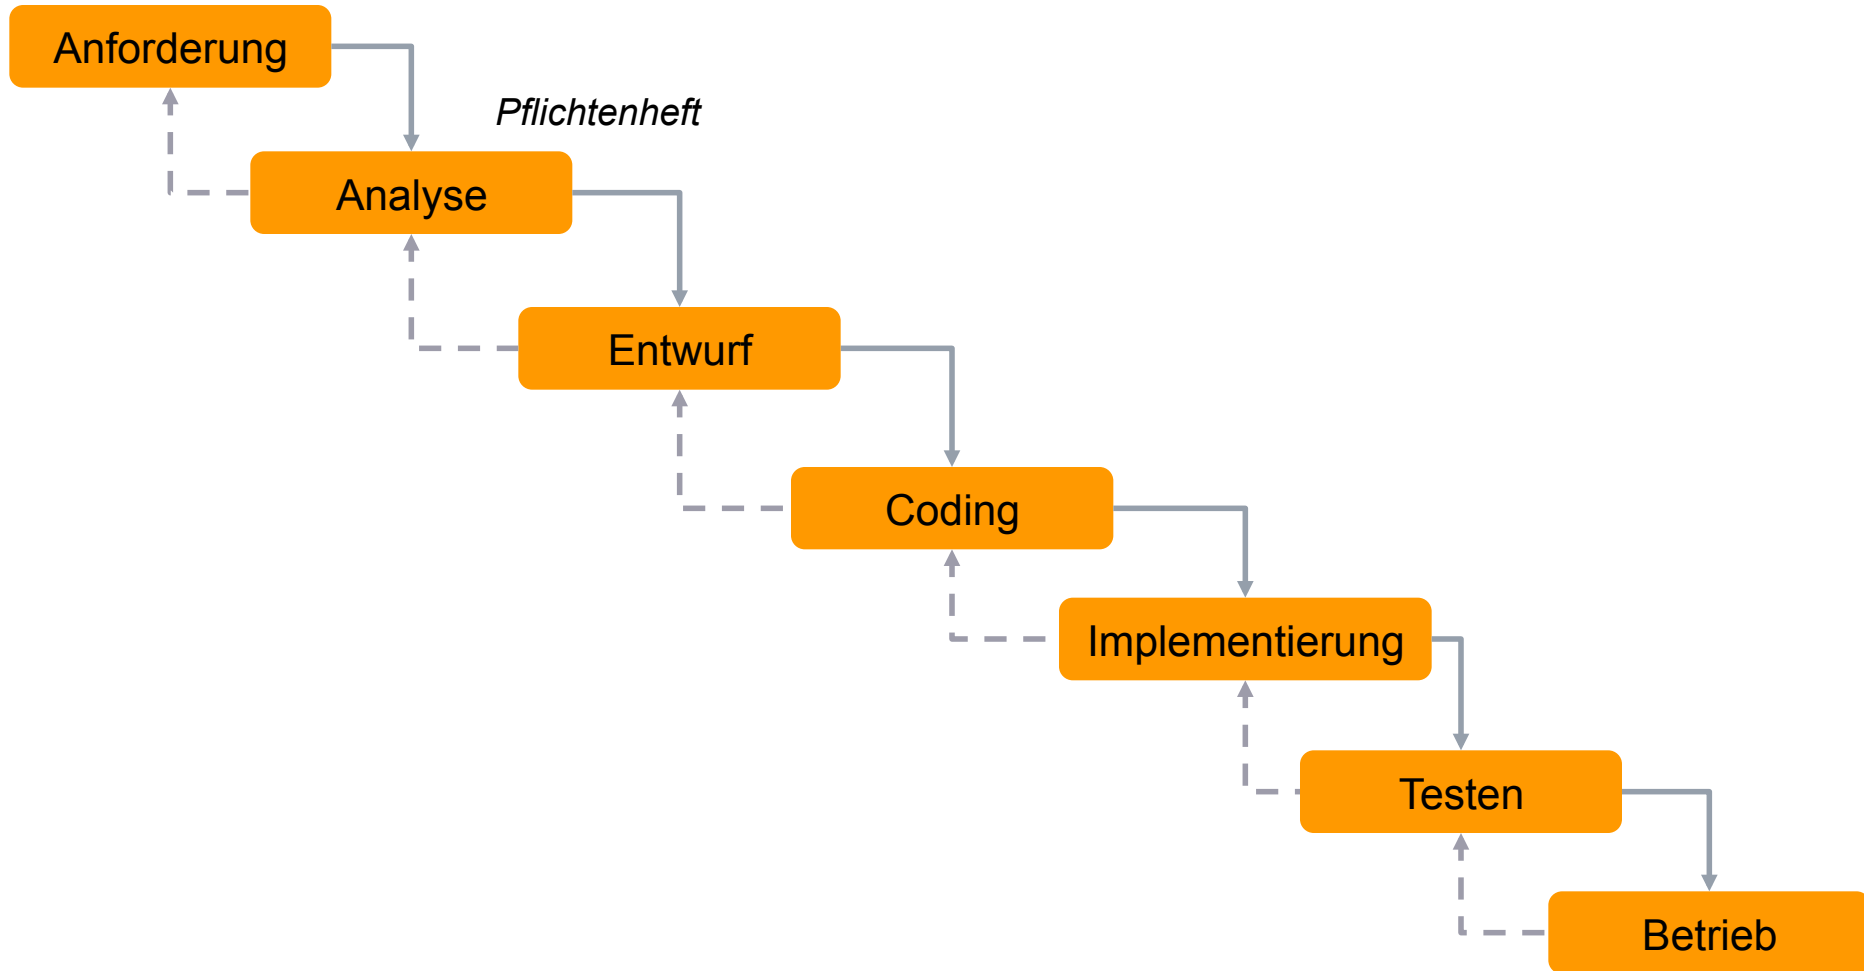 Anforderung
Pflichtenheft
Analyse
Entwurf
Coding
Implementierung
Testen
Betrieb